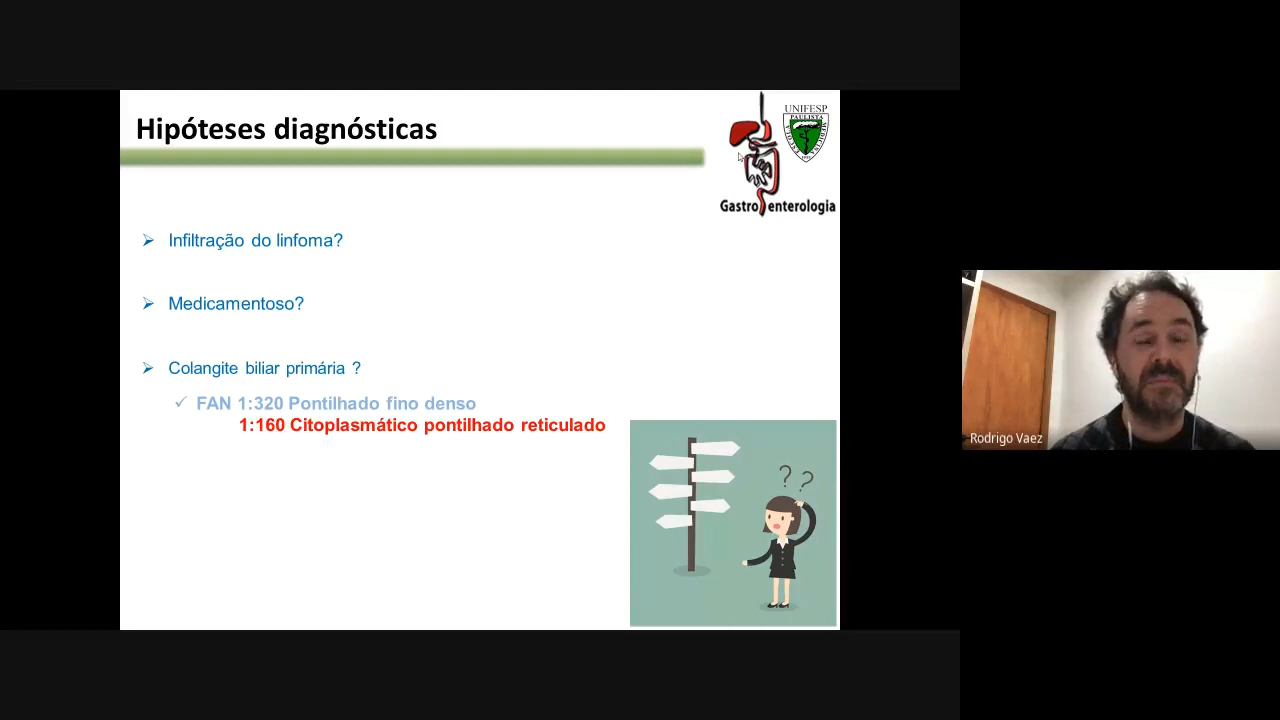 Hipóteses diagnósticas
UNIFESP
PAULISTA
Gastroenterologia
Infiltração do linfoma?
Medicamentoso?
Colangite biliar primária ?
FAN 1:320 Pontilhado fino denso
1:160 Citoplasmático pontilhado reticulado
? ?
Rodrigo Vaez